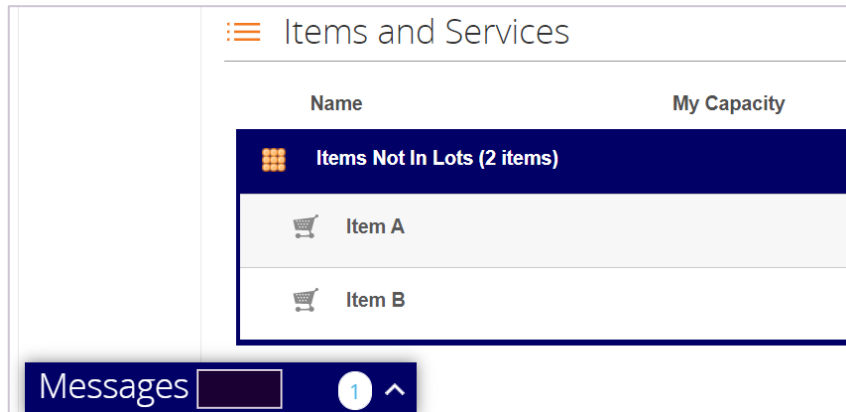 Items and Services
Name My Capacity
Items Not In Lots (2 items)
Item A
Item B
Messages 1